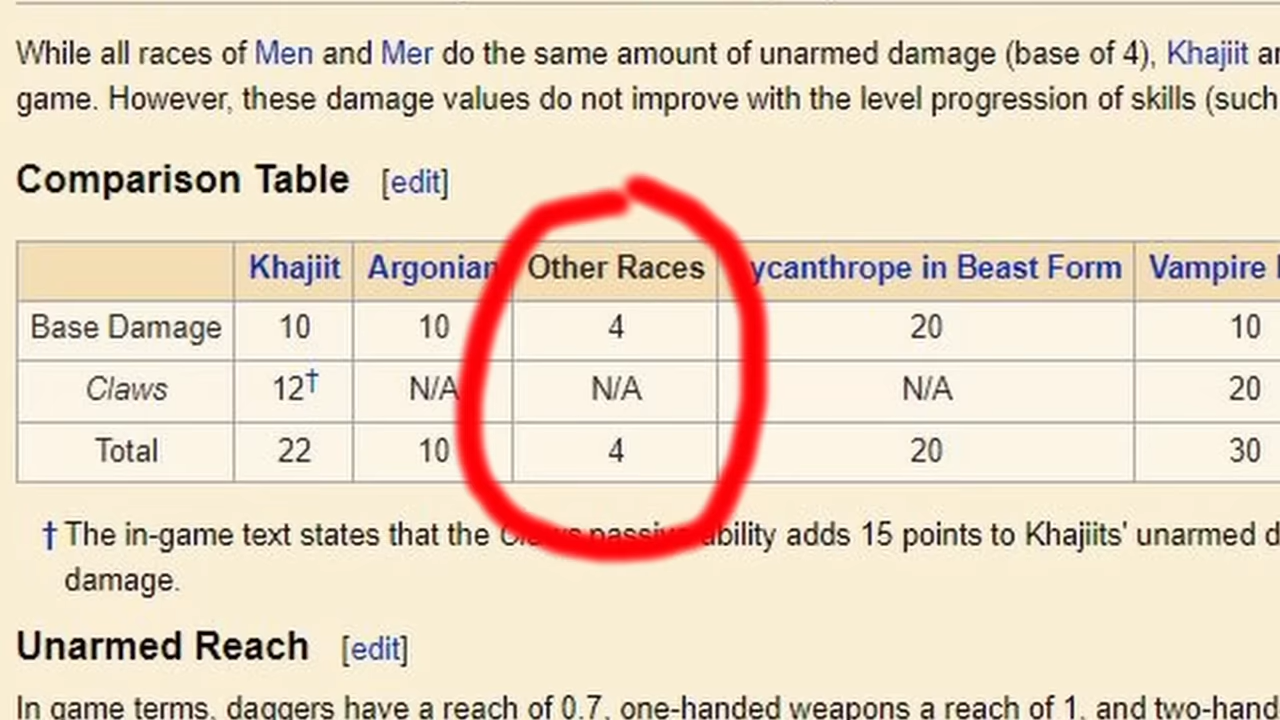 While all races of Men and Mer do the same amount of unarmed damage (base of 4), Khajiit
game. However, these damage values do not improve with the level progression of skills (such
Comparison Table [edit]
Khajiit Argonian Other Races ycanthrope in Beast Form Vampire
Base Damage 10 10 4 20 10
Claws 12† N/A N/A N/A 20
Total 22 10 4 20 30
† The in-game text states that the Claws passive ability adds 15 points to Khajiits' unarmed
damage.
Unarmed Reach [edit]
In game terms, daggers have a reach of 0.7, one-handed weapons a reach of 1, and two-hand